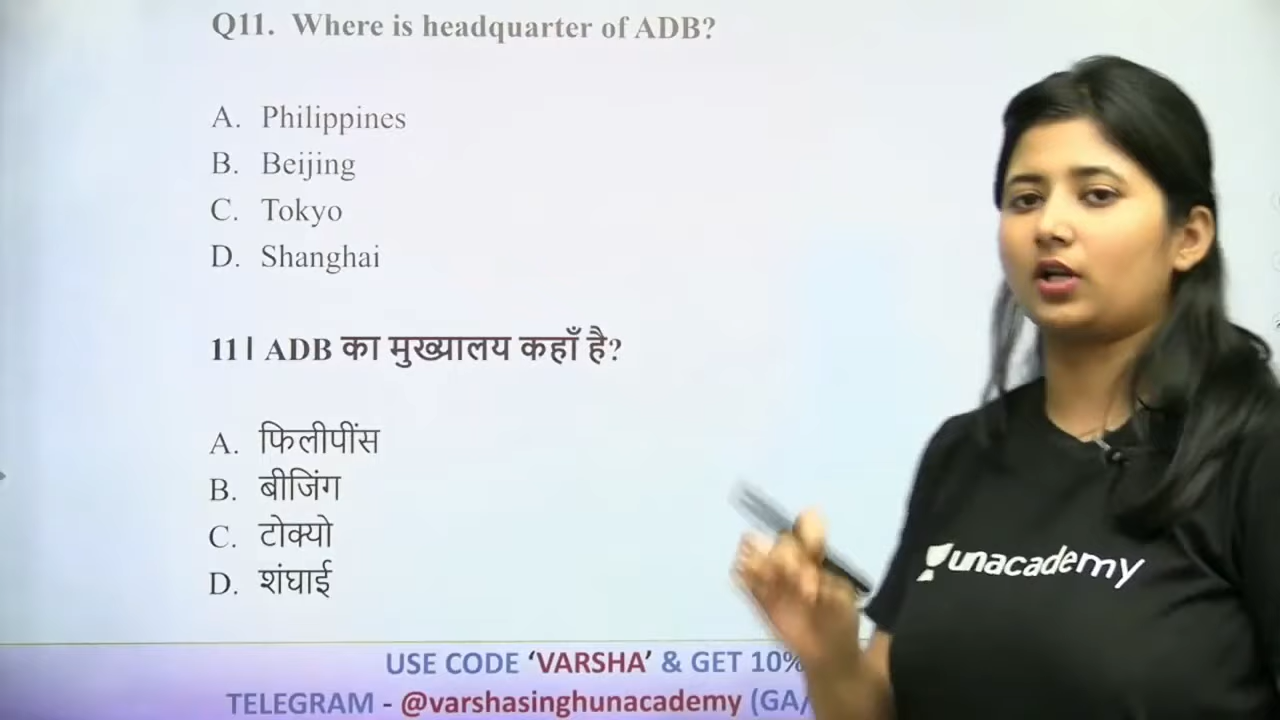 Q11. Where is headquarter of ADB?
A. Philippines
B. Beijing
C. Tokyo
D. Shanghai
11। ADB का मुख्यालय कहाँ है?
A. फिलीपींस
B. बीजिंग
C. टोक्यो
D. शंघाई
unacademy
USE CODE ‘VARSHA’ & GET 10%
TELEGRAM - @varshasinghunacademy (GA/